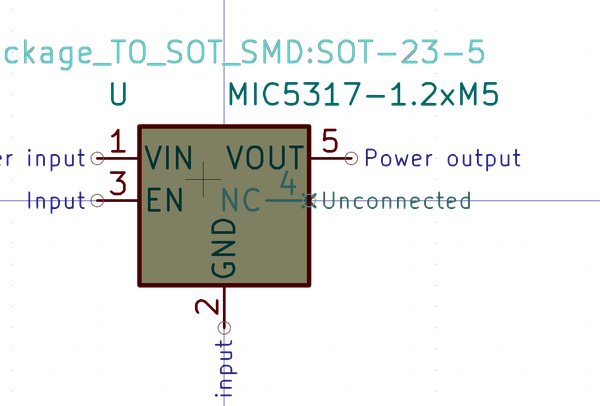 ckage_TO_SOT_SMD:SOT-23-5
U MIC5317-1.2xM5
er input 1 VIN VOUT 5 Power output
Input 3 EN NC 4 Unconnected
GND
2
input